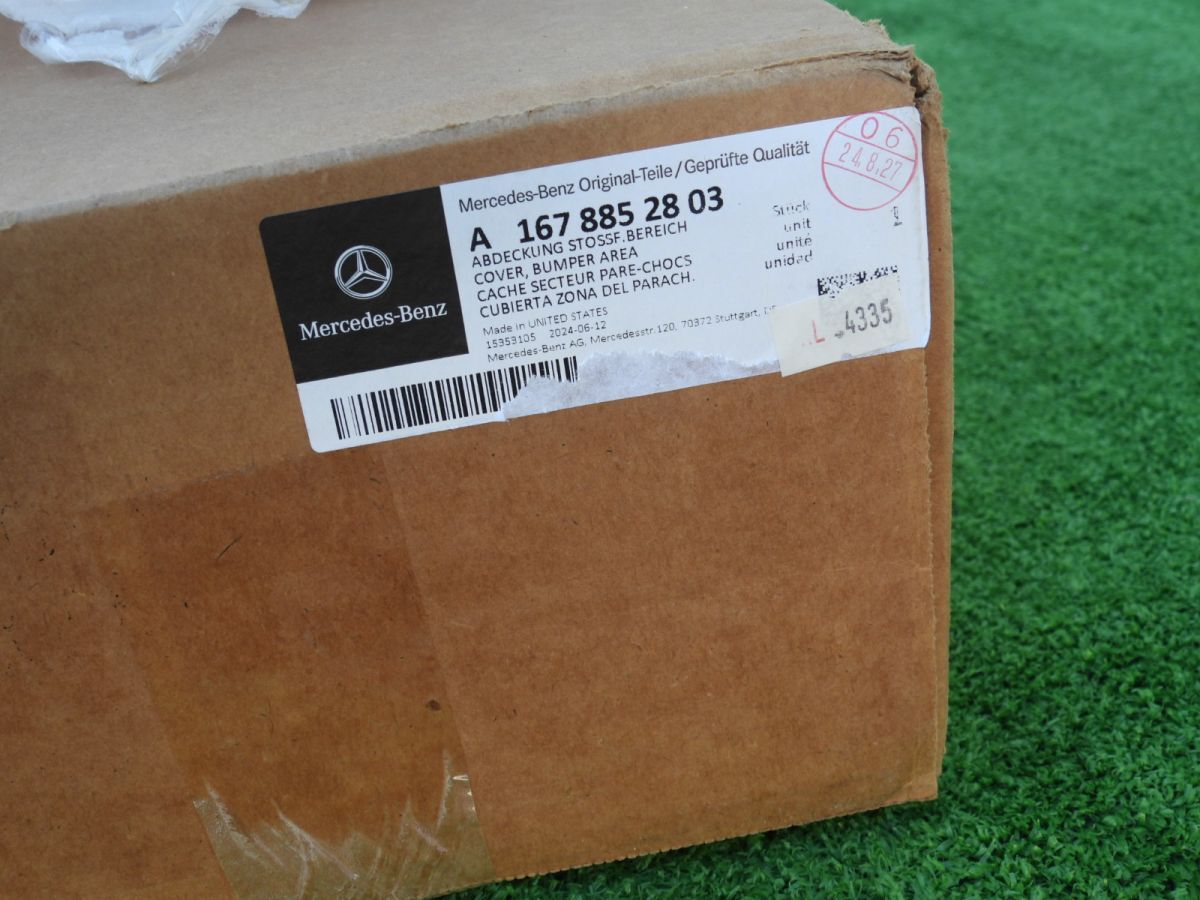 Mercedes-Benz Original-Teile/Geprüfte Qualität
A 167 885 28 03
ABDECKUNG STOSSF.BEREICH
COVER, BUMPER AREA
CACHE SECTEUR PARE-CHOCS
CUBIERTA ZONA DEL PARACH.
Made in UNITED STATES
15353105 2024-06-12
Mercedes-Benz AG, Mercedesstr.120, 70372 Stuttgart,
Mercedes-Benz
Stück 1
unit
unité
unidad
06
24.8.27
L 4335